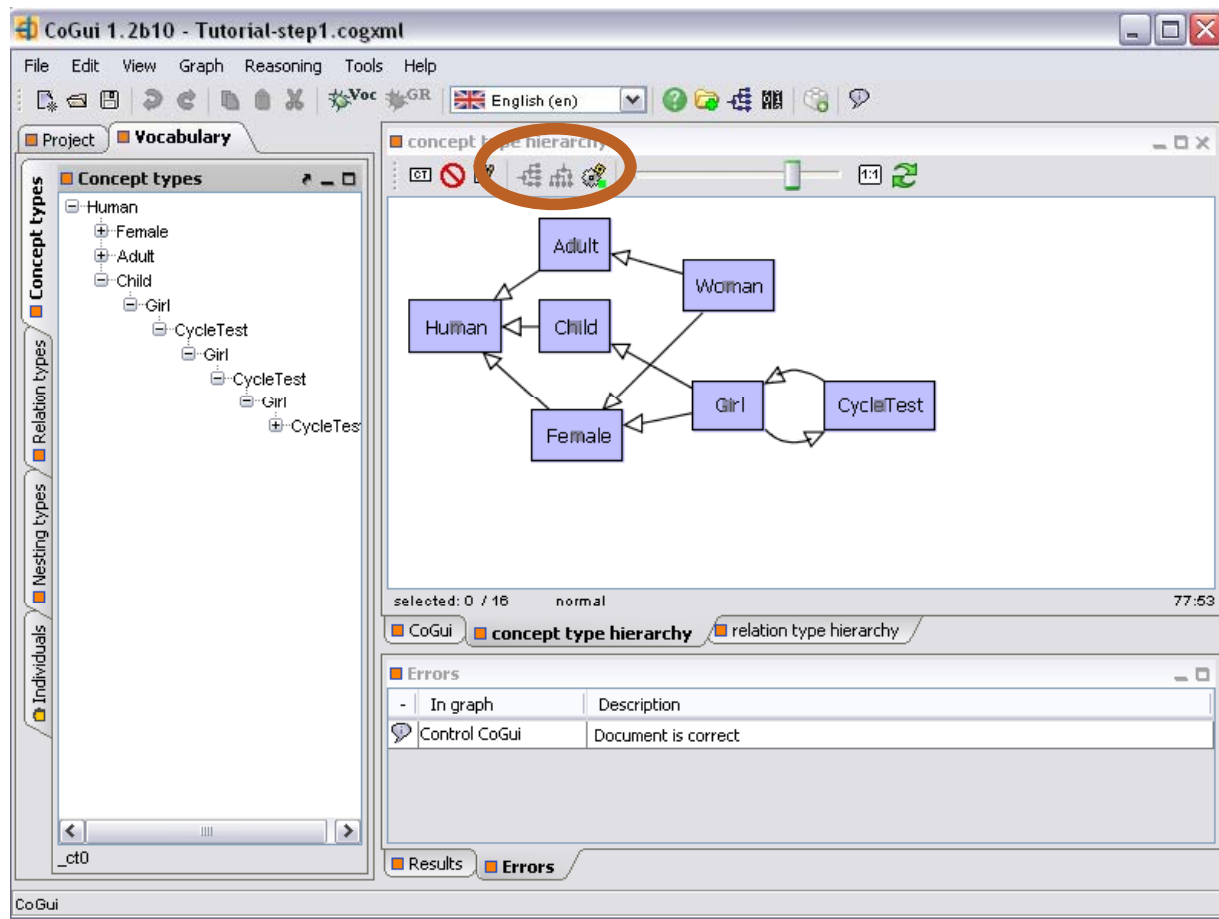 CoGui 1.2b10 - Tutorial-step1.cogxml
File Edit View Graph Reasoning Tools Help
Voc GR English (en)
Project Vocabulary
Concept types
Relation types
Nesting types
Individuals
Concept types
Human
Female
Adult
Child
Girl
CycleTest
Girl
CycleTest
Girl
CycleTes
_ct0
concept type hierarchy
CT 1:1
Adult
Woman
Human
Child
Girl
CycleTest
Female
selected: 0 / 16 normal 77:53
CoGui concept type hierarchy relation type hierarchy
Errors
- In graph Description
Control CoGui Document is correct
Results Errors
CoGui